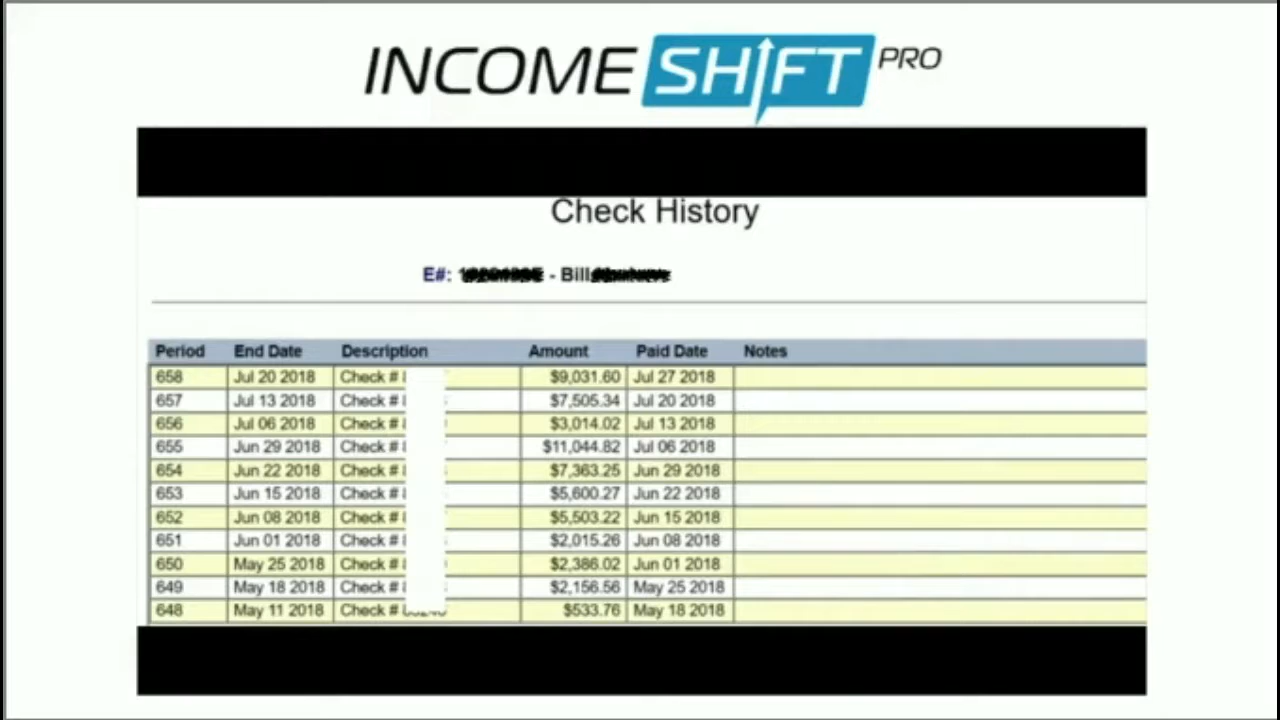 INCOME SHIFT PRO
Check History
E#: - Bill
Period End Date Description Amount Paid Date Notes
658 Jul 20 2018 Check # $9,031.60 Jul 27 2018
657 Jul 13 2018 Check # $7,505.34 Jul 20 2018
656 Jul 06 2018 Check # $3,014.02 Jul 13 2018
655 Jun 29 2018 Check # $11,044.82 Jul 06 2018
654 Jun 22 2018 Check # $7,363.25 Jun 29 2018
653 Jun 15 2018 Check # $5,600.27 Jun 22 2018
652 Jun 08 2018 Check # $5,503.22 Jun 15 2018
651 Jun 01 2018 Check # $2,015.26 Jun 08 2018
650 May 25 2018 Check # $2,386.02 Jun 01 2018
649 May 18 2018 Check # $2,156.56 May 25 2018
648 May 11 2018 Check # $533.76 May 18 2018